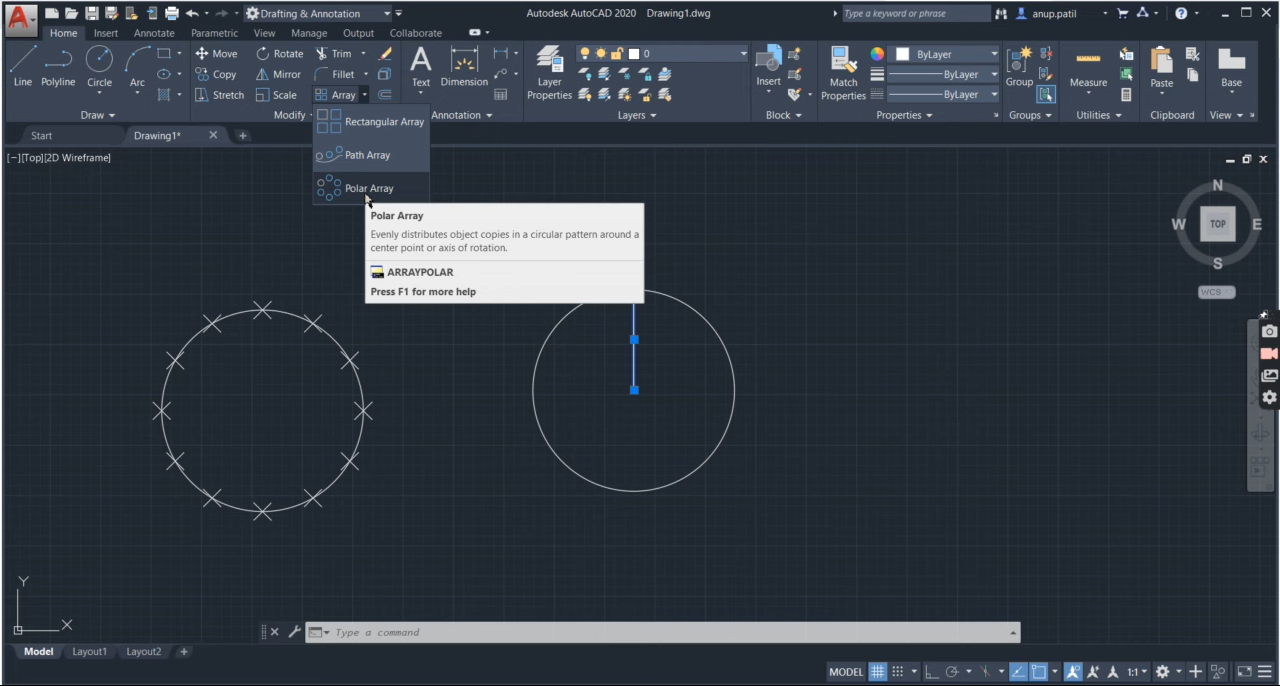 Drafting & Annotation
Autodesk AutoCAD 2020 Drawing1.dwg
Type a keyword or phrase
anup.patil
Home Insert Annotate Parametric View Manage Output Collaborate
Line
Polyline
Circle
Arc
Move
Copy
Stretch
Rotate
Mirror
Scale
Trim
Fillet
Array
Text
Dimension
Layer
Properties
0
Insert
Match
Properties
ByLayer
ByLayer
ByLayer
Group
Measure
Paste
Base
Draw
Modify
Annotation
Layers
Block
Properties
Groups
Utilities
Clipboard
View
Start
Drawing1*
[−][Top][2D Wireframe]
Rectangular Array
Path Array
Polar Array
Polar Array
Evenly distributes object copies in a circular pattern around a
center point or axis of rotation.
ARRAYPOLAR
Press F1 for more help
N
W
TOP
E
S
WCS
Y
X
Type a command
Model Layout1 Layout2
MODEL
1:1